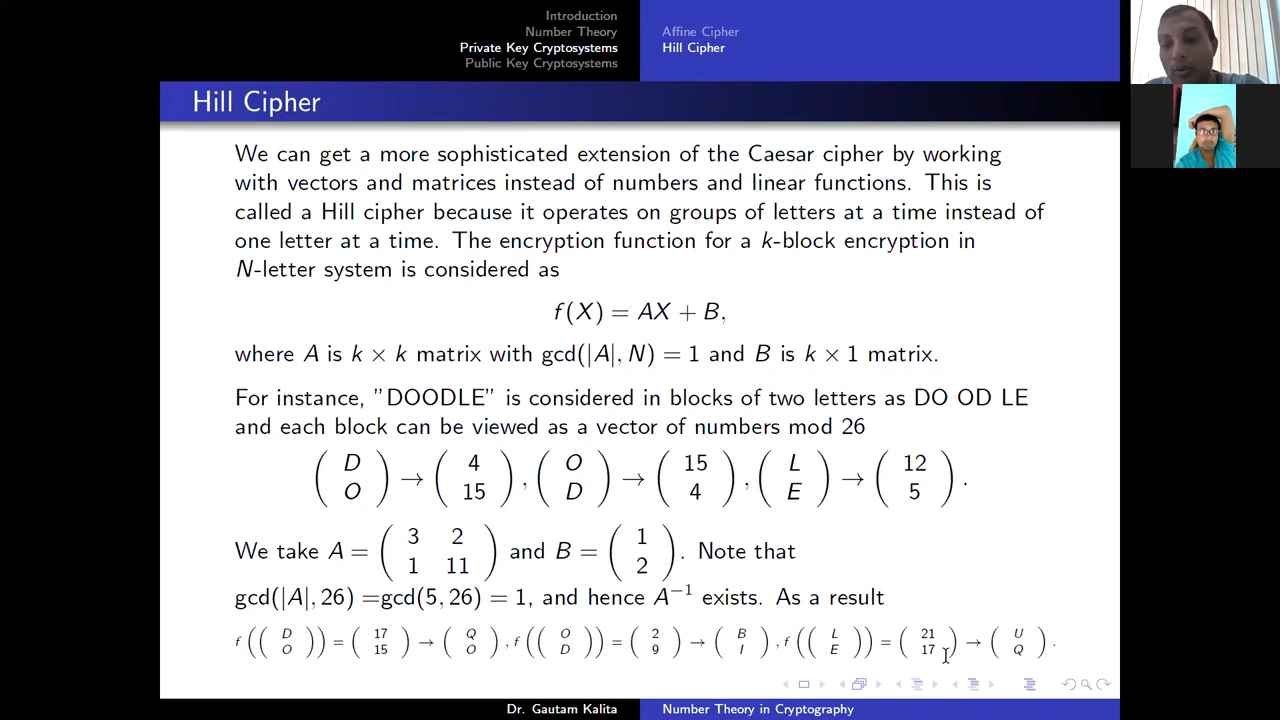 Introduction
Number Theory
Private Key Cryptosystems
Public Key Cryptosystems
Affine Cipher
Hill Cipher
Hill Cipher
We can get a more sophisticated extension of the Caesar cipher by working
with vectors and matrices instead of numbers and linear functions. This is
called a Hill cipher because it operates on groups of letters at a time instead of
one letter at a time. The encryption function for a k-block encryption in
N-letter system is considered as
f(X) = AX + B,
where A is k × k matrix with gcd(|A|, N) = 1 and B is k × 1 matrix.
For instance, "DOODLE" is considered in blocks of two letters as DO OD LE
and each block can be viewed as a vector of numbers mod 26
( D O ) → ( 4 15 ) , ( O D ) → ( 15 4 ) , ( L E ) → ( 12 5 ) .
We take A = ( 3 2 1 11 ) and B = ( 1 2 ) . Note that
gcd(|A|, 26) =gcd(5, 26) = 1, and hence A⁻¹ exists. As a result
f ( ( D O ) ) = ( 17 15 ) → ( Q O ) , f ( ( O D ) ) = ( 2 9 ) → ( B I ) , f ( ( L E ) ) = ( 21 17 ) → ( U Q ) .
Dr. Gautam Kalita
Number Theory in Cryptography